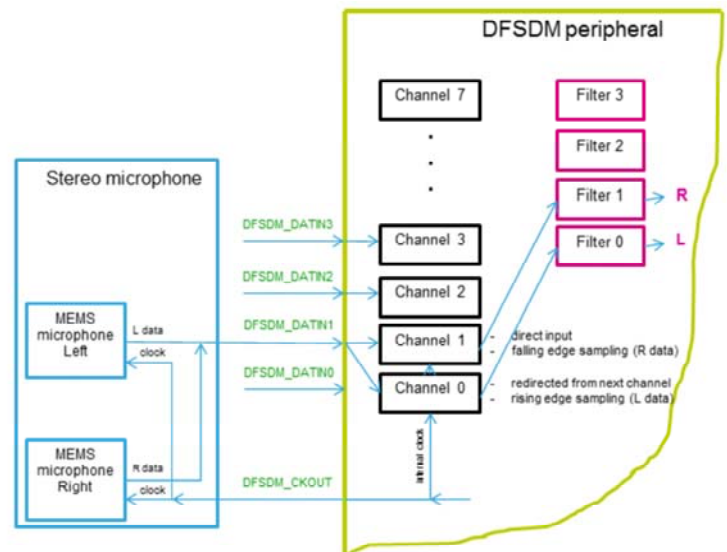 DFSDM peripheral
Channel 7
Filter 3
Filter 2
Stereo microphone
Filter 1
R
DFSDM_DATIN3
Channel 3
Filter 0
L
DFSDM_DATIN2
Channel 2
MEMS
microphone
Left
L data
clock
DFSDM_DATIN1
Channel 1
- direct input
- falling edge sampling (R data)
DFSDM_DATIN0
Channel 0
- redirected from next channel
- rising edge sampling (L data)
internal clock
MEMS
microphone
Right
R data
clock
DFSDM_CKOUT